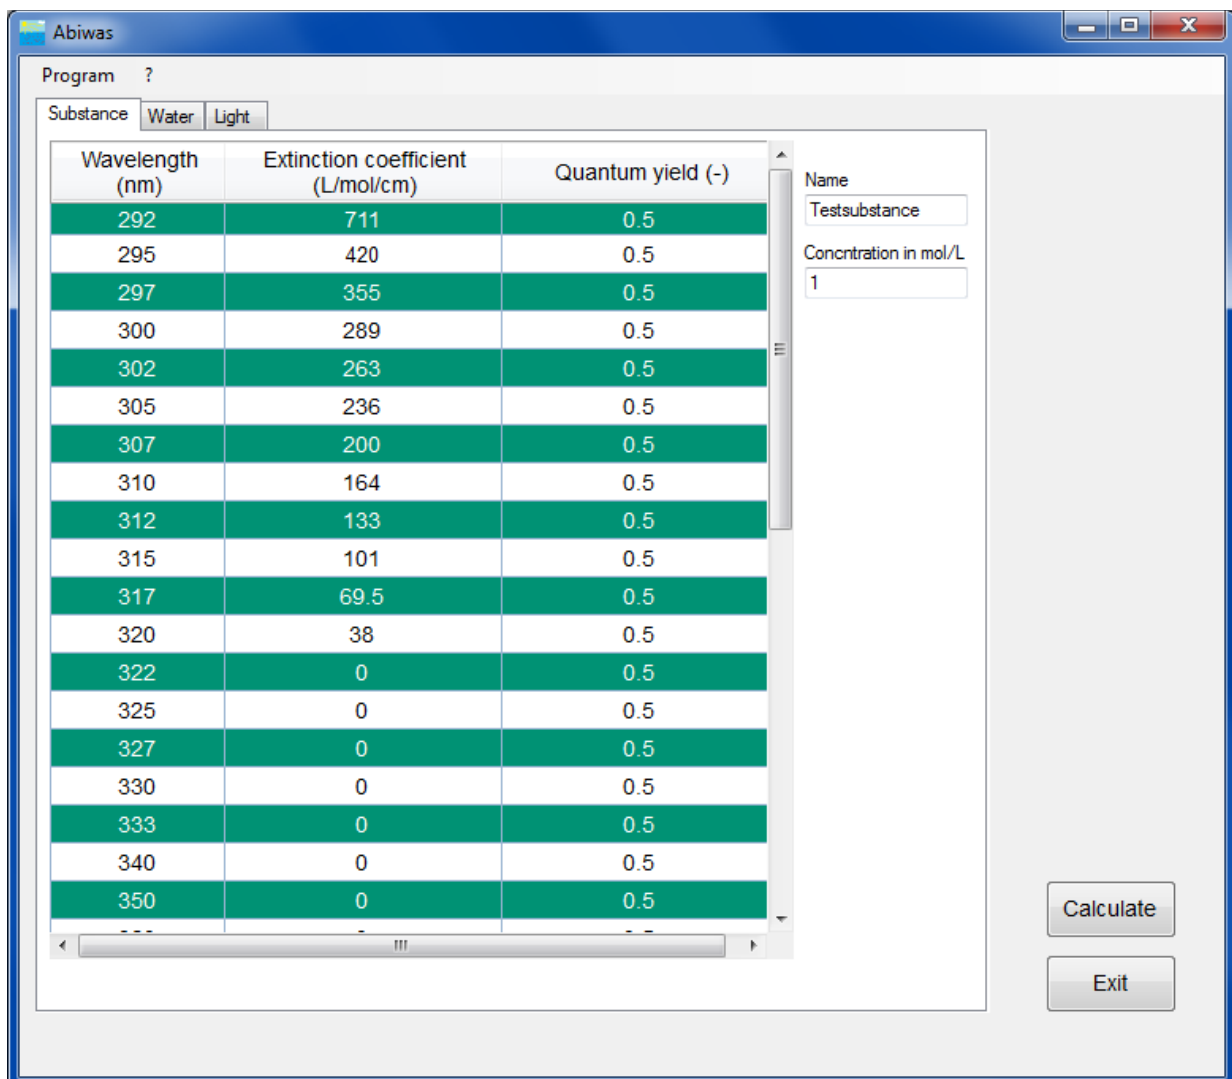 Abiwas
Program ?
Substance Water Light
Wavelength (nm) Extinction coefficient (L/mol/cm) Quantum yield (-)
292 711 0.5
295 420 0.5
297 355 0.5
300 289 0.5
302 263 0.5
305 236 0.5
307 200 0.5
310 164 0.5
312 133 0.5
315 101 0.5
317 69.5 0.5
320 38 0.5
322 0 0.5
325 0 0.5
327 0 0.5
330 0 0.5
333 0 0.5
340 0 0.5
350 0 0.5
Name
Testsubstance
Concntration in mol/L
1
Calculate
Exit